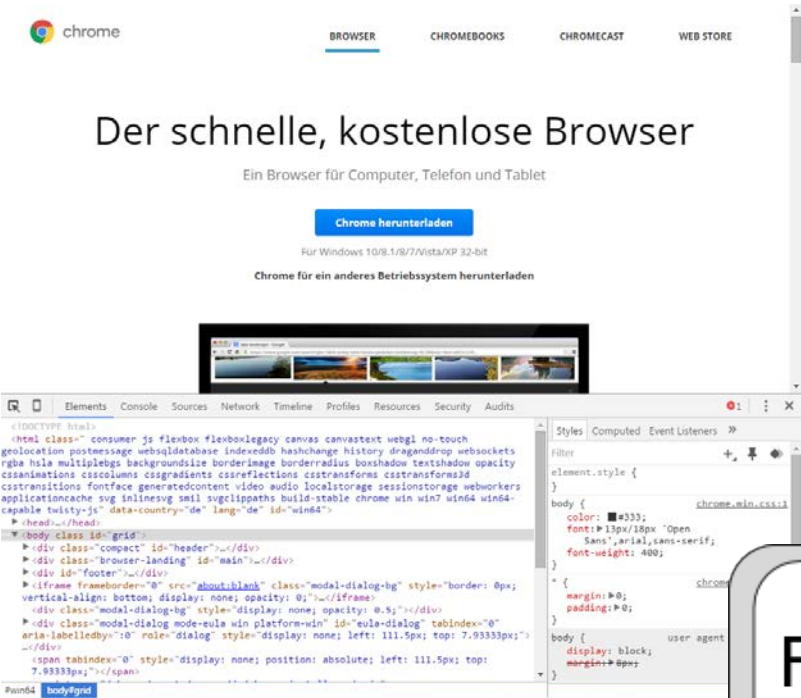 chrome
BROWSER
CHROMEBOOKS
CHROMECAST
WEB STORE
Der schnelle, kostenlose Browser
Ein Browser für Computer, Telefon und Tablet
Chrome herunterladen
Für Windows 10/8.1/8/7/Vista/XP 32-bit
Chrome für ein anderes Betriebssystem herunterladen
Elements Console Sources Network Timeline Profiles Resources Security Audits
1
<!DOCTYPE html>
<html class=" consumer js flexbox flexboxlegacy canvas canvastext webgl no-touch
geolocation postmessage websqldatabase indexeddb hashchange history draganddrop websockets
rgba hsla multiplebgs backgroundsize borderimage borderradius boxshadow textshadow opacity
cssanimations csscolumns cssgradients cssreflections csstransforms csstransforms3d
csstransitions fontface generatedcontent video audio localstorage sessionstorage webworkers
applicationcache svg inlinesvg smil svgclippaths build-stable chrome win win7 win64 win64-
capable twisty-js" data-country="de" lang="de" id="win64">
<head>…</head>
<body class id="grid">
<div class="compact" id="header">…</div>
<div class="browser-landing" id="main">…</div>
<div id="footer">…</div>
<iframe frameborder="0" src="about:blank" class="modal-dialog-bg" style="border: 0px;
vertical-align: bottom; display: none; opacity: 0;">…</iframe>
<div class="modal-dialog-bg" style="display: none; opacity: 0.5;"></div>
<div class="modal-dialog mode-eula win platform-win" id="eula-dialog" tabindex="0"
aria-labelledby=":0" role="dialog" style="display: none; left: 111.5px; top: 7.93333px;">
…</div>
<span tabindex="0" style="display: none; position: absolute; left: 111.5px; top:
7.93333px;"></span>
#win64 body#grid
Styles Computed Event Listeners »
Filter
element.style {
}
body { chrome.min.css:1
color: #333;
font: 13px/18px 'Open
Sans',arial,sans-serif;
font-weight: 400;
}
* { chrome
margin: 0;
padding: 0;
}
body { user agent
display: block;
margin: 8px;
}
F